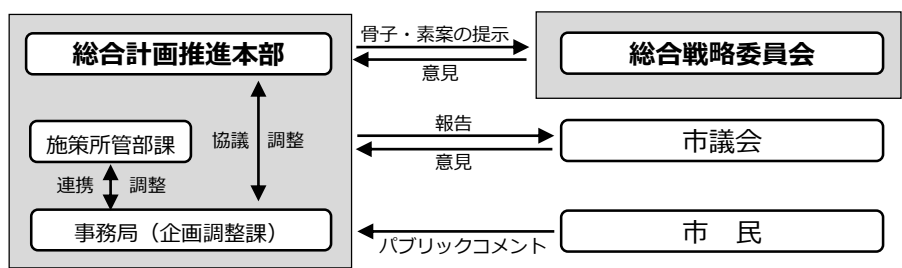 骨子・素案の提示
総合計画推進本部
総合戦略委員会
意見
施策所管部課
協議
調整
報告
市議会
意見
連携
調整
事務局（企画調整課）
市　民
パブリックコメント